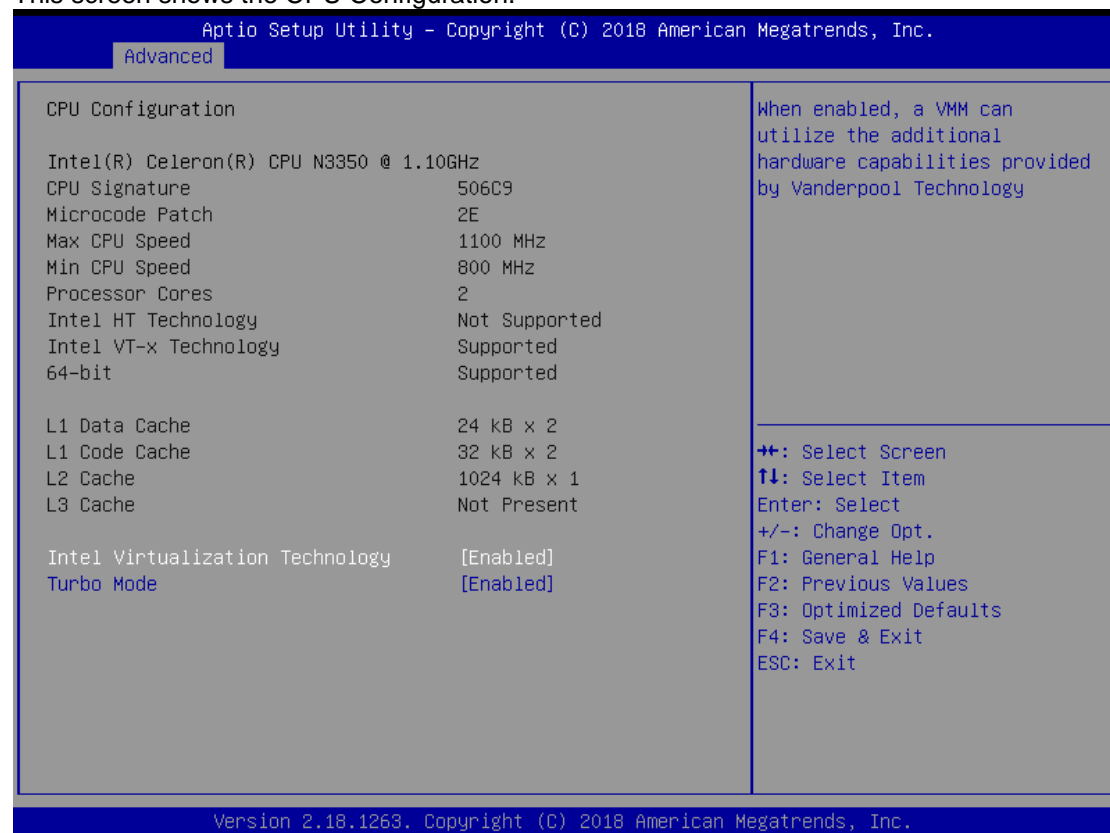 This screen shows the CPU Configuration.
Aptio Setup Utility – Copyright (C) 2018 American Megatrends, Inc.
Advanced
CPU Configuration
Intel(R) Celeron(R) CPU N3350 @ 1.10GHz
CPU Signature 506C9
Microcode Patch 2E
Max CPU Speed 1100 MHz
Min CPU Speed 800 MHz
Processor Cores 2
Intel HT Technology Not Supported
Intel VT-x Technology Supported
64-bit Supported
L1 Data Cache 24 kB x 2
L1 Code Cache 32 kB x 2
L2 Cache 1024 kB x 1
L3 Cache Not Present
Intel Virtualization Technology [Enabled]
Turbo Mode [Enabled]
When enabled, a VMM can
utilize the additional
hardware capabilities provided
by Vanderpool Technology
→←: Select Screen
↑↓: Select Item
Enter: Select
+/-: Change Opt.
F1: General Help
F2: Previous Values
F3: Optimized Defaults
F4: Save & Exit
ESC: Exit
Version 2.18.1263. Copyright (C) 2018 American Megatrends, Inc.